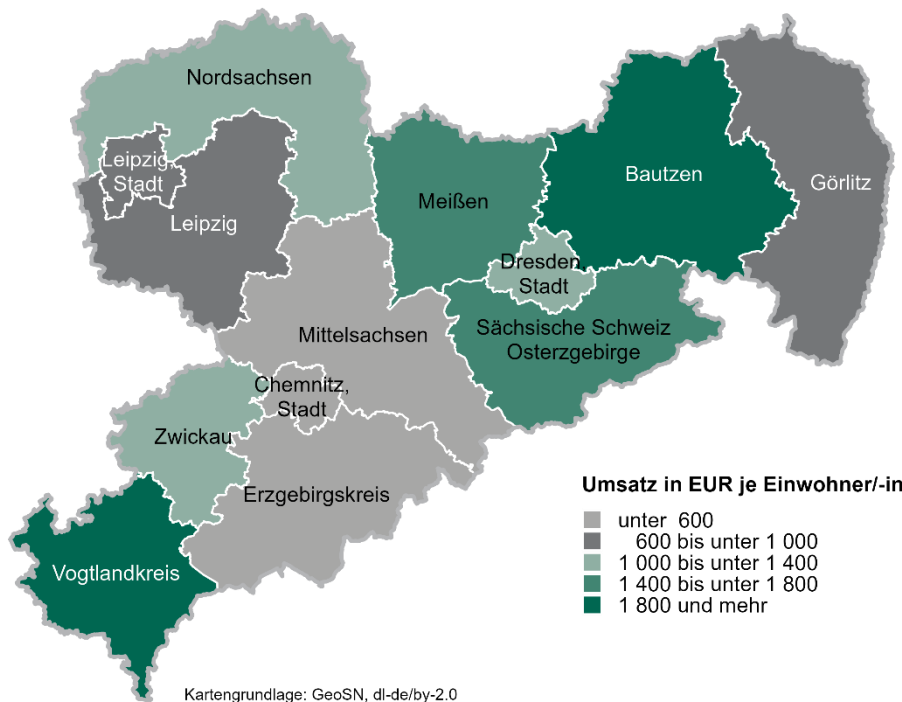 Nordsachsen
Leipzig,
Stadt
Leipzig
Meißen
Bautzen
Görlitz
Dresden,
Stadt
Mittelsachsen
Sächsische Schweiz
Osterzgebirge
Chemnitz,
Stadt
Zwickau
Erzgebirgskreis
Vogtlandkreis
Umsatz in EUR je Einwohner/-in
unter 600
600 bis unter 1 000
1 000 bis unter 1 400
1 400 bis unter 1 800
1 800 und mehr
Kartengrundlage: GeoSN, dl-de/by-2.0